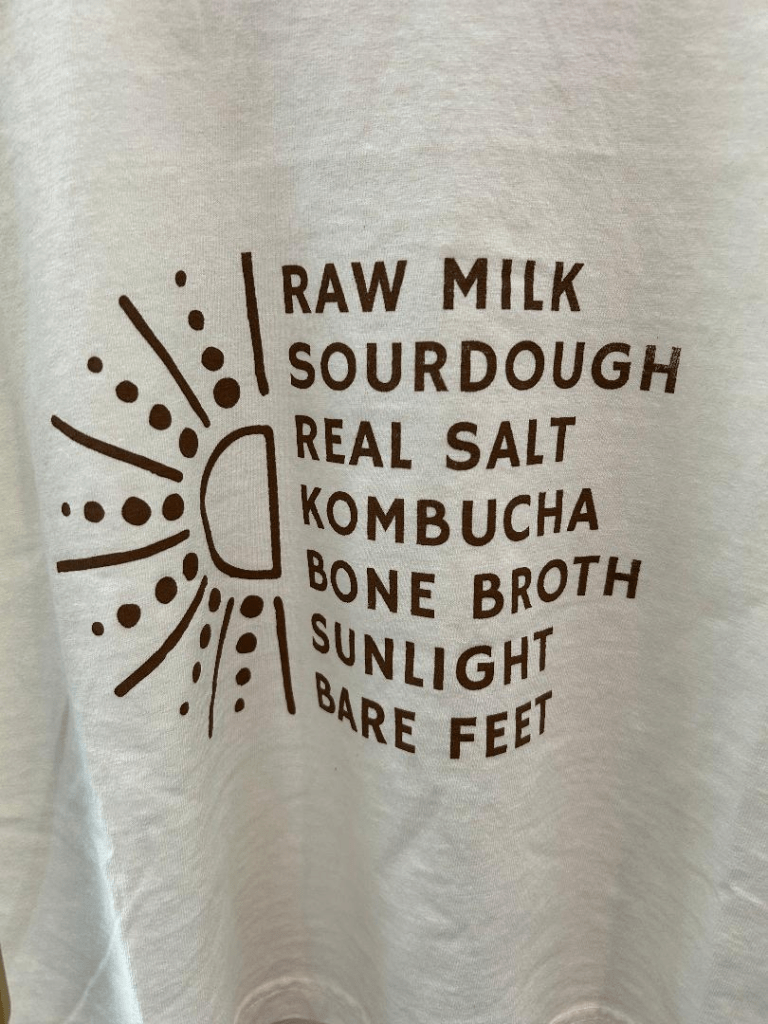 RAW MILK
SOURDOUGH
REAL SALT
KOMBUCHA
BONE BROTH
SUNLIGHT
BARE FEET